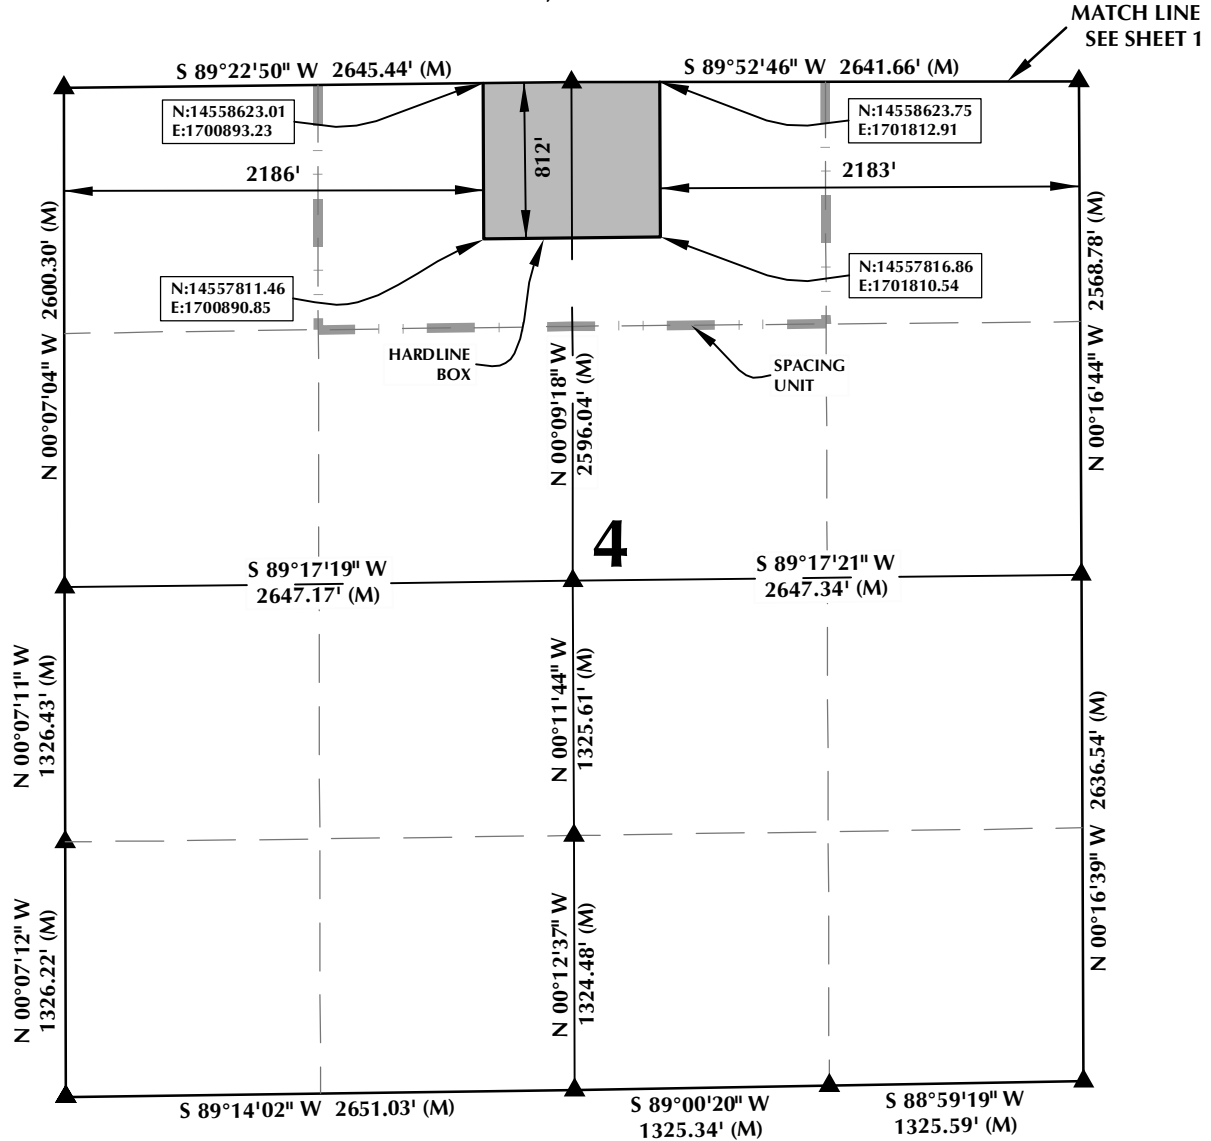 MATCH LINE
SEE SHEET 1
S 89°22'50" W 2645.44' (M)
S 89°52'46" W 2641.66' (M)
N:14558623.01
E:1700893.23
N:14558623.75
E:1701812.91
812'
2186'
2183'
N:14557811.46
E:1700890.85
N:14557816.86
E:1701810.54
HARDLINE
BOX
SPACING
UNIT
N 00°07'04" W 2600.30' (M)
N 00°09'18" W
2596.04' (M)
N 00°16'44" W 2568.78' (M)
4
S 89°17'19" W
2647.17' (M)
S 89°17'21" W
2647.34' (M)
N 00°07'11" W
1326.43' (M)
N 00°11'44" W
1325.61' (M)
N 00°16'39" W 2636.54' (M)
N 00°07'12" W
1326.22' (M)
N 00°12'37" W
1324.48' (M)
S 89°14'02" W 2651.03' (M)
S 89°00'20" W
1325.34' (M)
S 88°59'19" W
1325.59' (M)